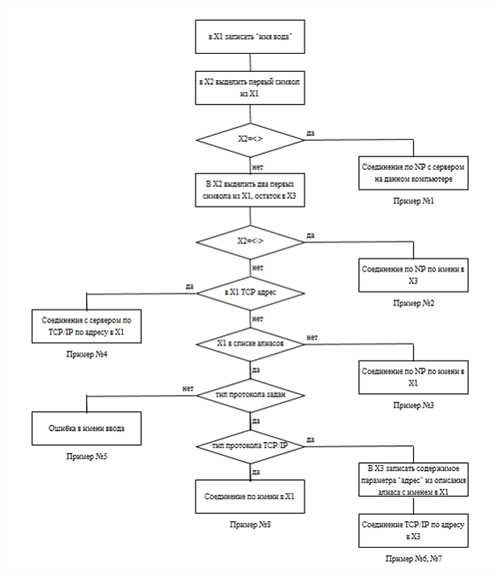 в X1 записать "имя вода"
в X2 выделить первый символ
из X1
X2=<.>
да
нет
Соединение по NP с сервером
на данном компьютере
Пример №1
В X2 выделить два первых
символа из X1, остаток в X3
X2=<\>
да
нет
Соединение по NP по имени в
X3
Пример №2
да
в X1 TCP адрес
нет
Соединение с сервером по
TCP/IP по адресу в X1
Пример №4
X1 в списке алиасов
нет
да
Соединение по NP по имени в
X1
Пример №3
нет
тип протокола задан
да
Ошибка в имени ввода
Пример №5
тип протокола TCP/IP
да
да
В X3 записать содержимое
параметра "адрес" из описания
алиаса с именем в X1
Соединение по имени в X1
Пример №8
Соединение TCP/IP по адресу
в X3
Пример №6, №7